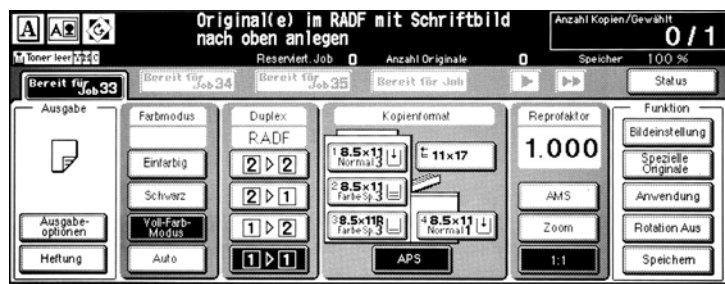 A
Original(e) im RADF mit Schriftbild
nach oben anlegen
Anzahl Kopien/Gewählt
0 / 1
Toner leer
Reserviert. Job 0
Anzahl Originale 0
Speicher 100 %
Bereit für Job 33
Bereit für Job 34
Bereit für Job 35
Bereit für Job
Status
Ausgabe
Ausgabe-
optionen
Heftung
Farbmodus
Einfarbig
Schwarz
Voll-Farb-
Modus
Auto
Duplex
RADF
2 ▷ 2
2 ▷ 1
1 ▷ 2
1 ▷ 1
Kopienformat
1 8.5×11
Normal 3
11×17
2 8.5×11
Farbe Sp. 3
3 8.5×11R
Farbe Sp. 3
4 8.5×11
Normal 1
APS
Reprofaktor
1.000
AMS
Zoom
1:1
Funktion
Bildeinstellung
Spezielle
Originale
Anwendung
Rotation Aus
Speichern